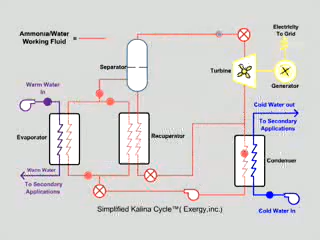 Ammonia/Water
Working Fluid
=
Electricity
To Grid
Separator
Turbine
Generator
Warm Water
In
Cold Water out
To Secondary
Applications
Evaporator
Recuperator
Warm Water
To Secondary
Applications
Condenser
Simplified Kalina Cycle™( Exergy,inc.)
Cold Water In